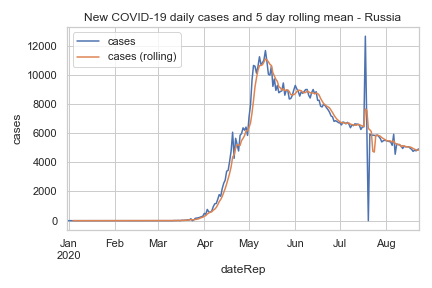 New COVID-19 daily cases and 5 day rolling mean - Russia
cases
cases (rolling)
12000
10000
8000
6000
4000
2000
0
cases
Jan Feb Mar Apr May Jun Jul Aug
2020
dateRep